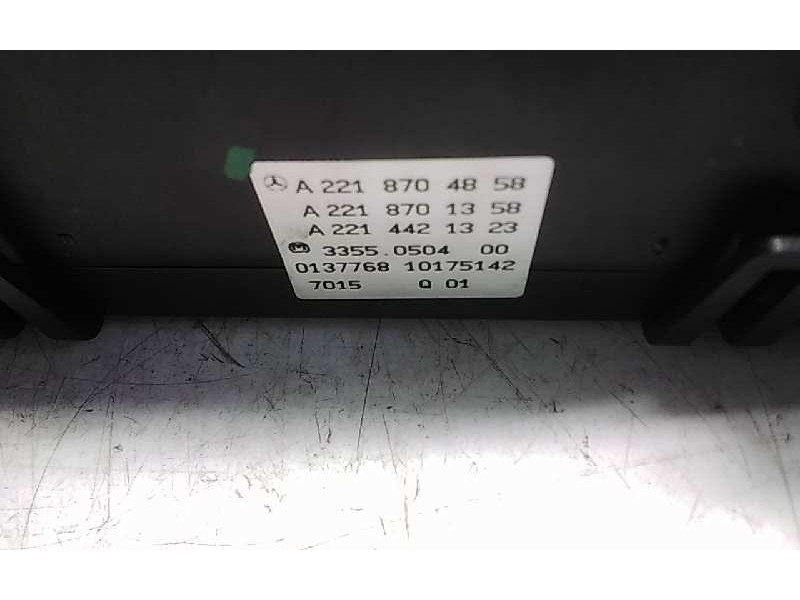 A 221 870 48 58
A 221 870 13 58
A 221 442 13 23
3355.0504 00
0137768 10175142
7015 Q 01